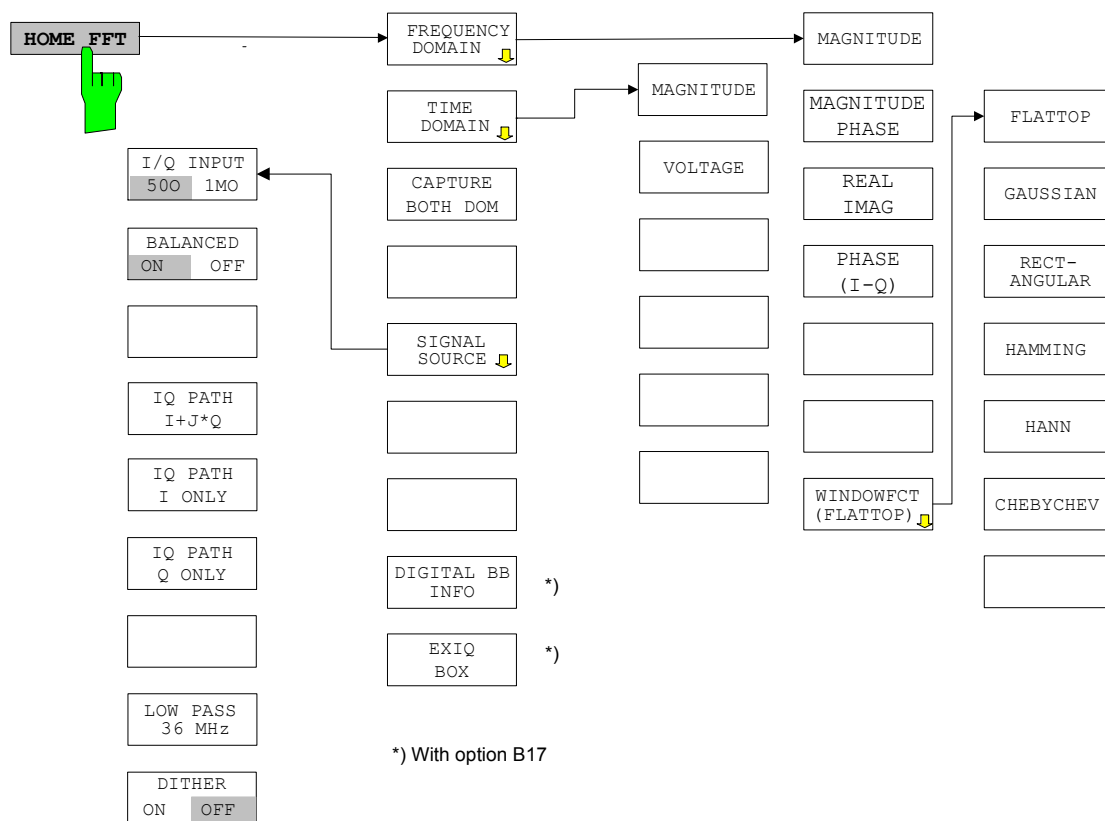 HOME FFT
-
FREQUENCY
DOMAIN
TIME
DOMAIN
CAPTURE
BOTH DOM
SIGNAL
SOURCE
DIGITAL BB
INFO
*)
EXIQ
BOX
*)
*) With option B17
I/Q INPUT
50O 1MO
BALANCED
ON OFF
IQ PATH
I+J*Q
IQ PATH
I ONLY
IQ PATH
Q ONLY
LOW PASS
36 MHz
DITHER
ON OFF
MAGNITUDE
VOLTAGE
MAGNITUDE
MAGNITUDE
PHASE
REAL
IMAG
PHASE
(I-Q)
WINDOWFCT
(FLATTOP)
FLATTOP
GAUSSIAN
RECT-
ANGULAR
HAMMING
HANN
CHEBYCHEV